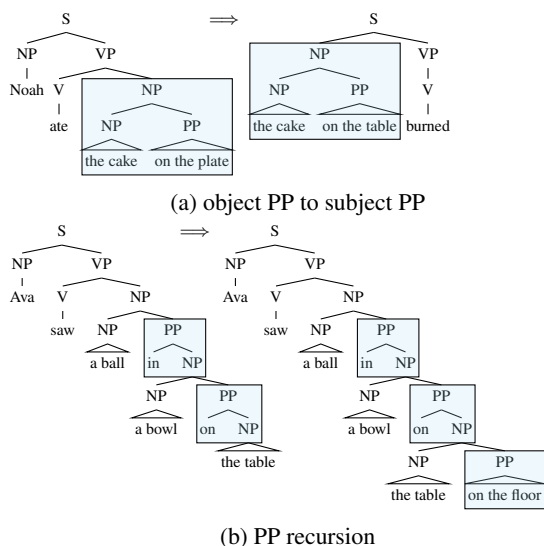 S ⟹ S
NP VP NP VP
Noah V NP NP PP V
ate NP PP the cake on the table burned
the cake on the plate
(a) object PP to subject PP
S ⟹ S
NP VP NP VP
Ava V NP Ava V NP
saw NP PP saw NP PP
a ball in NP a ball in NP
NP PP NP PP
a bowl on NP a bowl on NP
the table NP PP
the table on the floor
(b) PP recursion